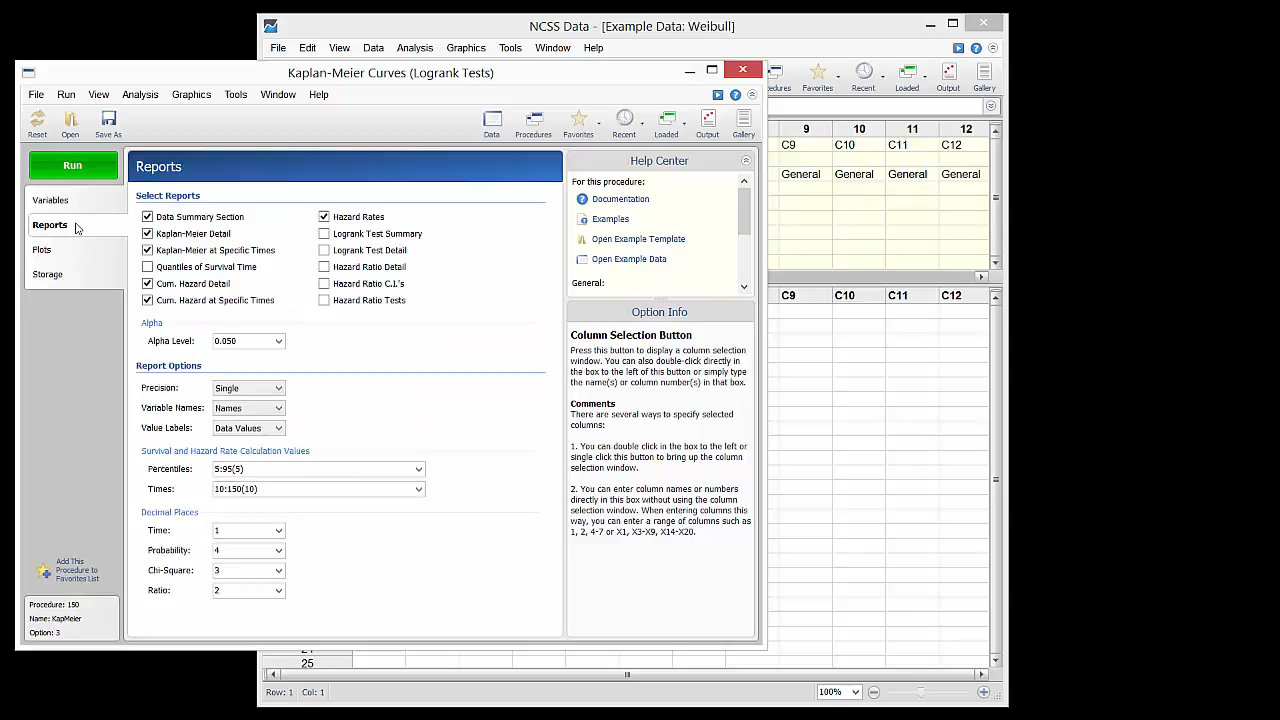 NCSS Data - [Example Data: Weibull]
File Edit View Data Analysis Graphics Tools Window Help
Kaplan-Meier Curves (Logrank Tests)
File Run View Analysis Graphics Tools Window Help
Reset Open Save As Data Procedures Favorites Recent Loaded Output Gallery
Favorites Recent Loaded Output Gallery
9 10 11 12
C9 C10 C11 C12
General General General General
C9 C10 C11 C12
Run
Variables
Reports
Plots
Storage
Add This
Procedure to
Favorites List
Procedure: 150
Name: KapMeier
Option: 3
Reports
Select Reports
Data Summary Section Hazard Rates
Kaplan-Meier Detail Logrank Test Summary
Kaplan-Meier at Specific Times Logrank Test Detail
Quantiles of Survival Time Hazard Ratio Detail
Cum. Hazard Detail Hazard Ratio C.I.'s
Cum. Hazard at Specific Times Hazard Ratio Tests
Alpha
Alpha Level: 0.050
Report Options
Precision: Single
Variable Names: Names
Value Labels: Data Values
Survival and Hazard Rate Calculation Values
Percentiles: 5:95(5)
Times: 10:150(10)
Decimal Places
Time: 1
Probability: 4
Chi-Square: 3
Ratio: 2
Help Center
For this procedure:
Documentation
Examples
Open Example Template
Open Example Data
General:
Option Info
Column Selection Button
Press this button to display a column selection
window. You can also double-click directly in
the box to the left of this button or simply type
the name(s) or column number(s) in that box.
Comments
There are several ways to specify selected
columns:
1. You can double click in the box to the left or
single click this button to bring up the column
selection window.
2. You can enter column names or numbers
directly in this box without using the column
selection window. When entering columns this
way, you can enter a range of columns such as
1, 2, 4-7 or X1, X3-X9, X14-X20.
25
Row: 1 Col: 1
100%